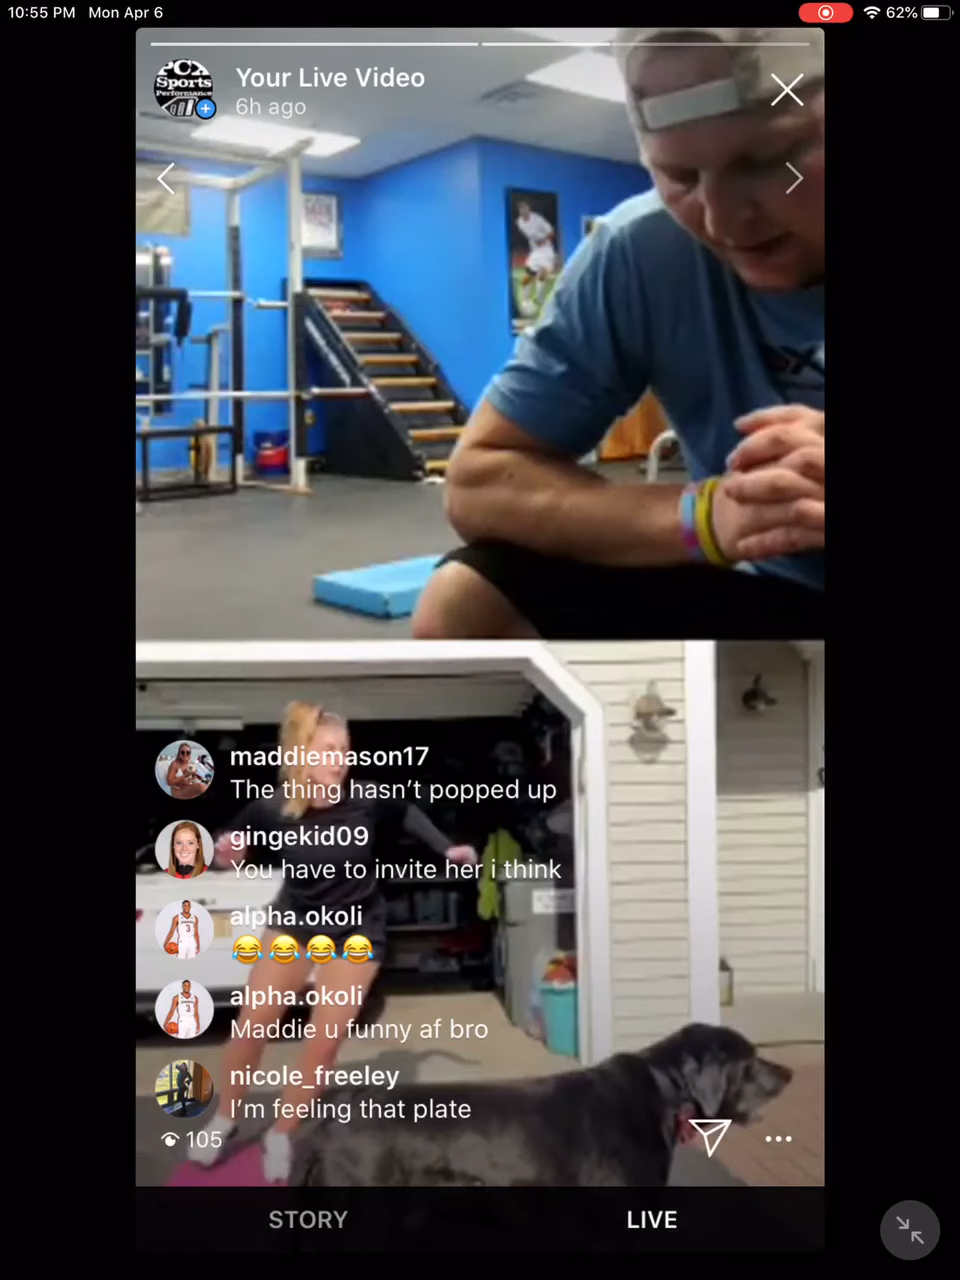 10:55 PM Mon Apr 6
62%
PCX
Sports
Performance
Your Live Video
6h ago
maddiemason17
The thing hasn’t popped up
gingekid09
You have to invite her i think
alpha.okoli
😂😂😂😂
alpha.okoli
Maddie u funny af bro
nicole_freeley
I’m feeling that plate
105
STORY
LIVE